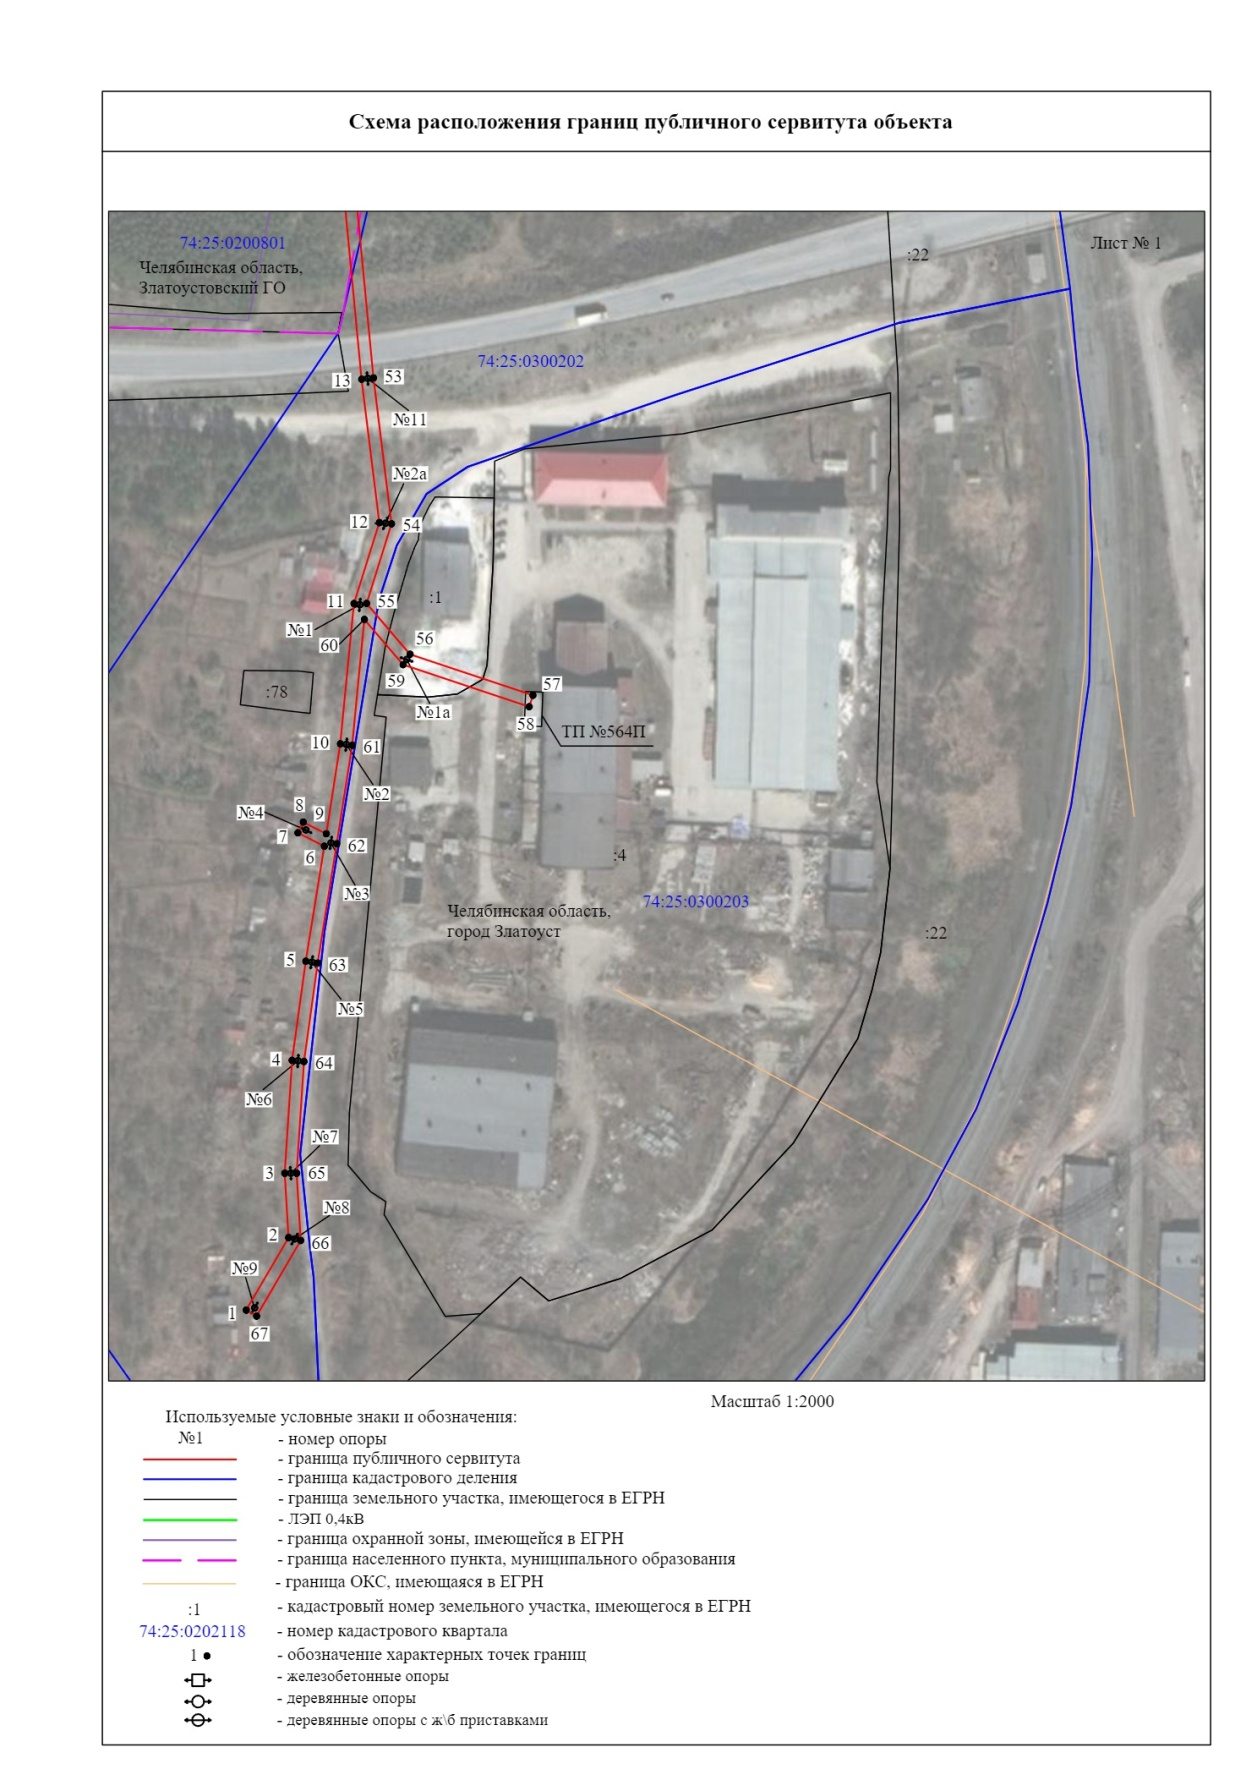 Схема расположения границ публичного сервитута объекта
74:25:0200801
Лист № 1
:22
Челябинская область,
Златоустовский ГО
74:25:0300202
13
53
№11
№2а
12
54
11
55
:1
№1
60
56
59
57
:78
№1а
58
ТП №564П
10
61
№2
8
№4
9
7
62
6
:4
№3
74:25:0300203
Челябинская область,
город Златоуст
:22
5
63
№5
4
64
№6
№7
3
65
№8
2
66
№9
1
67
Масштаб 1:2000
Используемые условные знаки и обозначения:
№1 - номер опоры
- граница публичного сервитута
- граница кадастрового деления
- граница земельного участка, имеющегося в ЕГРН
- ЛЭП 0,4кВ
- граница охранной зоны, имеющейся в ЕГРН
- граница населенного пункта, муниципального образования
- граница ОКС, имеющаяся в ЕГРН
:1 - кадастровый номер земельного участка, имеющегося в ЕГРН
74:25:0202118 - номер кадастрового квартала
1 - обозначение характерных точек границ
- железобетонные опоры
- деревянные опоры
- деревянные опоры с ж\б приставками